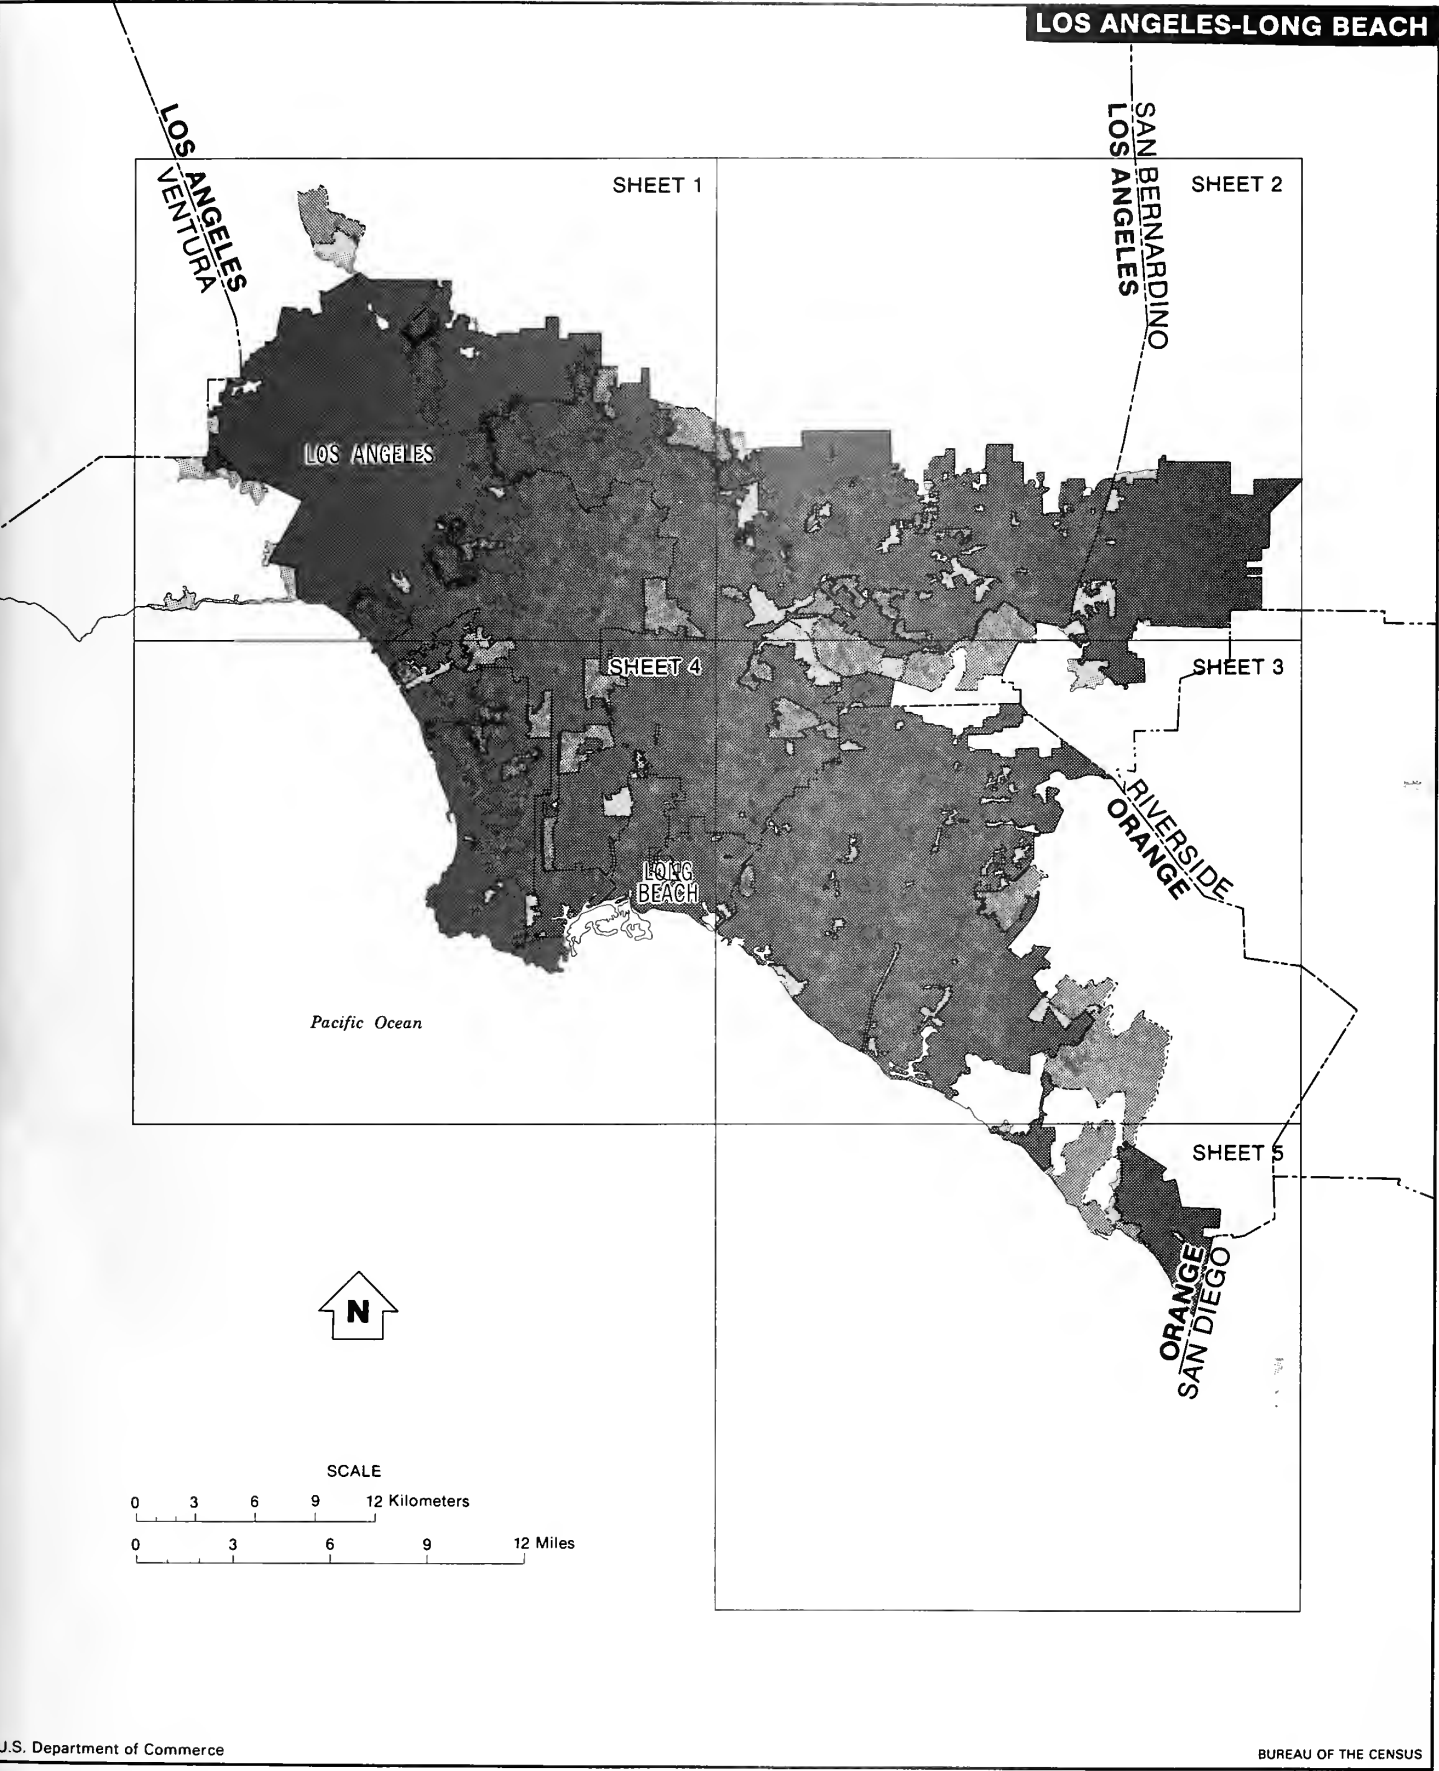 LOS ANGELES-LONG BEACH
LOS ANGELES
VENTURA
SAN BERNARDINO
LOS ANGELES
SHEET 1
SHEET 2
LOS ANGELES
SHEET 4
SHEET 3
RIVERSIDE
ORANGE
LONG
BEACH
Pacific Ocean
SHEET 5
ORANGE
SAN DIEGO
N
SCALE
0 3 6 9 12 Kilometers
0 3 6 9 12 Miles
U.S. Department of Commerce
BUREAU OF THE CENSUS